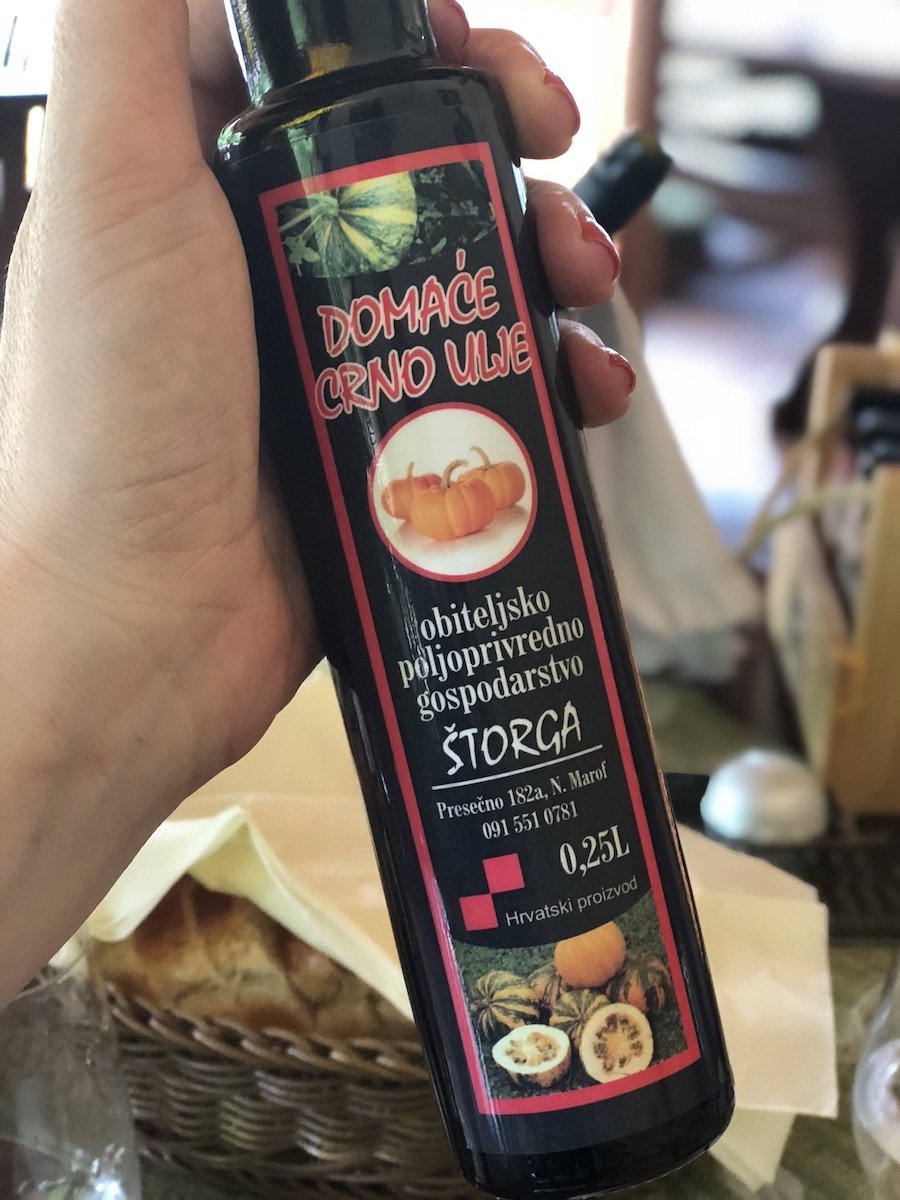 DOMAĆE
CRNO ULJE
obiteljsko
poljoprivredno
gospodarstvo
ŠTORGA
Presečno 182a, N. Marof
091 551 0781
0,25L
Hrvatski proizvod